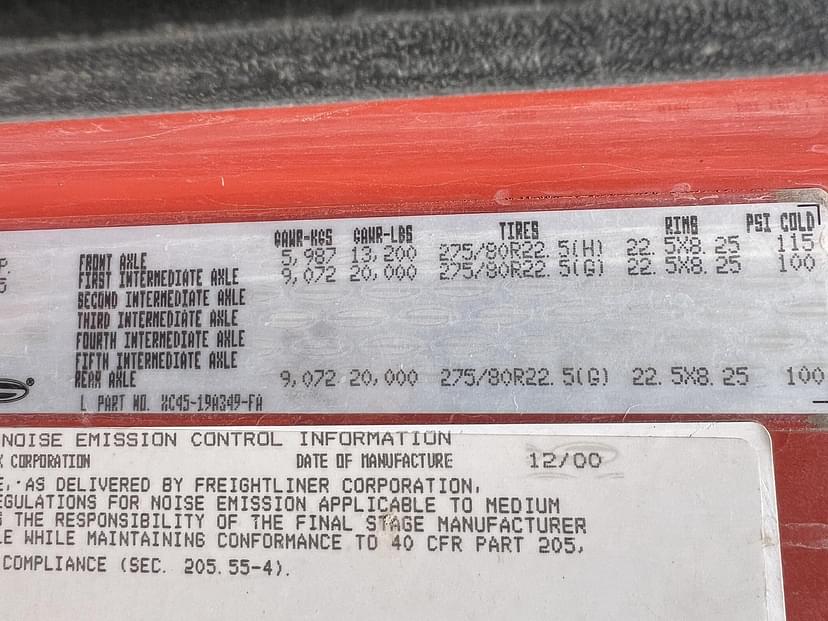 GAWR-KGS GAWR-LBS TIRES RIMS PSI COLD
FRONT AXLE 5,987 13,200 275/80R22.5(H) 22.5X8.25 115
FIRST INTERMEDIATE AXLE 9,072 20,000 275/80R22.5(G) 22.5X8.25 100
SECOND INTERMEDIATE AXLE
THIRD INTERMEDIATE AXLE
FOURTH INTERMEDIATE AXLE
FIFTH INTERMEDIATE AXLE
REAR AXLE 9,072 20,000 275/80R22.5(G) 22.5X8.25 100
L PART NO. XC45-19A349-FA
NOISE EMISSION CONTROL INFORMATION
CORPORATION DATE OF MANUFACTURE 12/00
AS DELIVERED BY FREIGHTLINER CORPORATION,
EGULATIONS FOR NOISE EMISSION APPLICABLE TO MEDIUM
THE RESPONSIBILITY OF THE FINAL STAGE MANUFACTURER
LE WHILE MAINTAINING CONFORMANCE TO 40 CFR PART 205,
COMPLIANCE (SEC. 205.55-4).